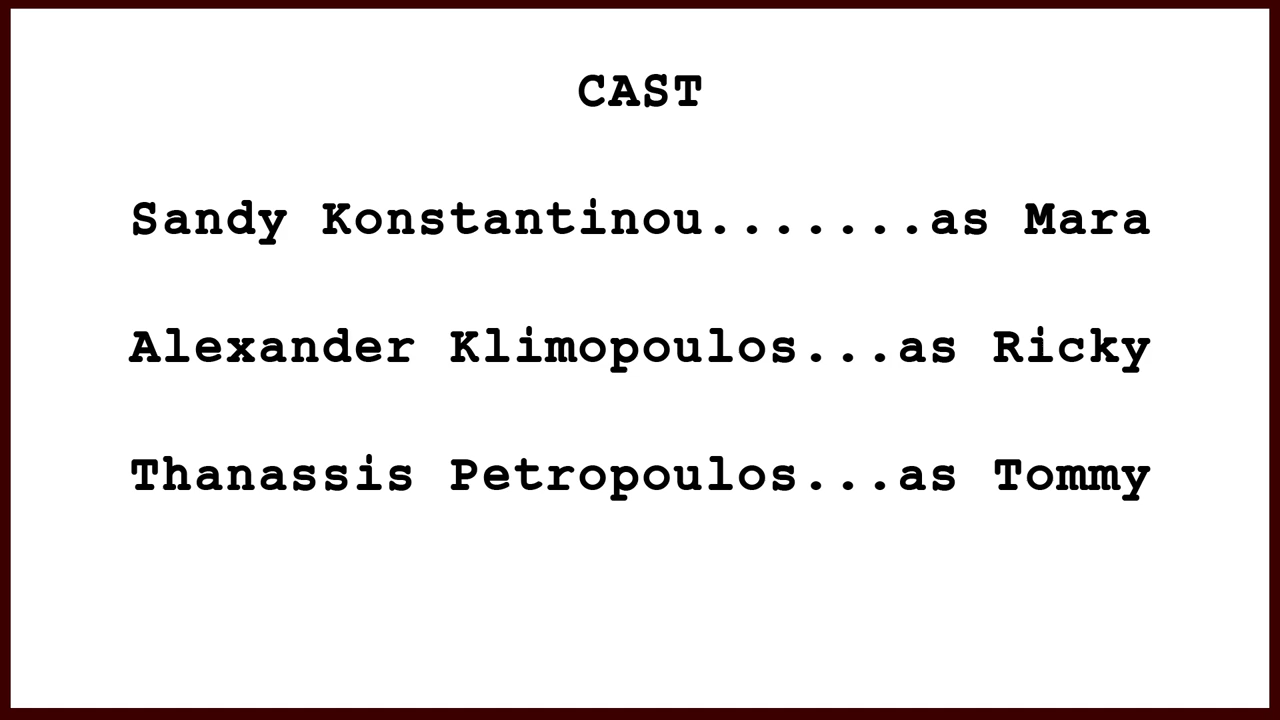 CAST
Sandy Konstantinou.......as Mara
Alexander Klimopoulos...as Ricky
Thanassis Petropoulos...as Tommy